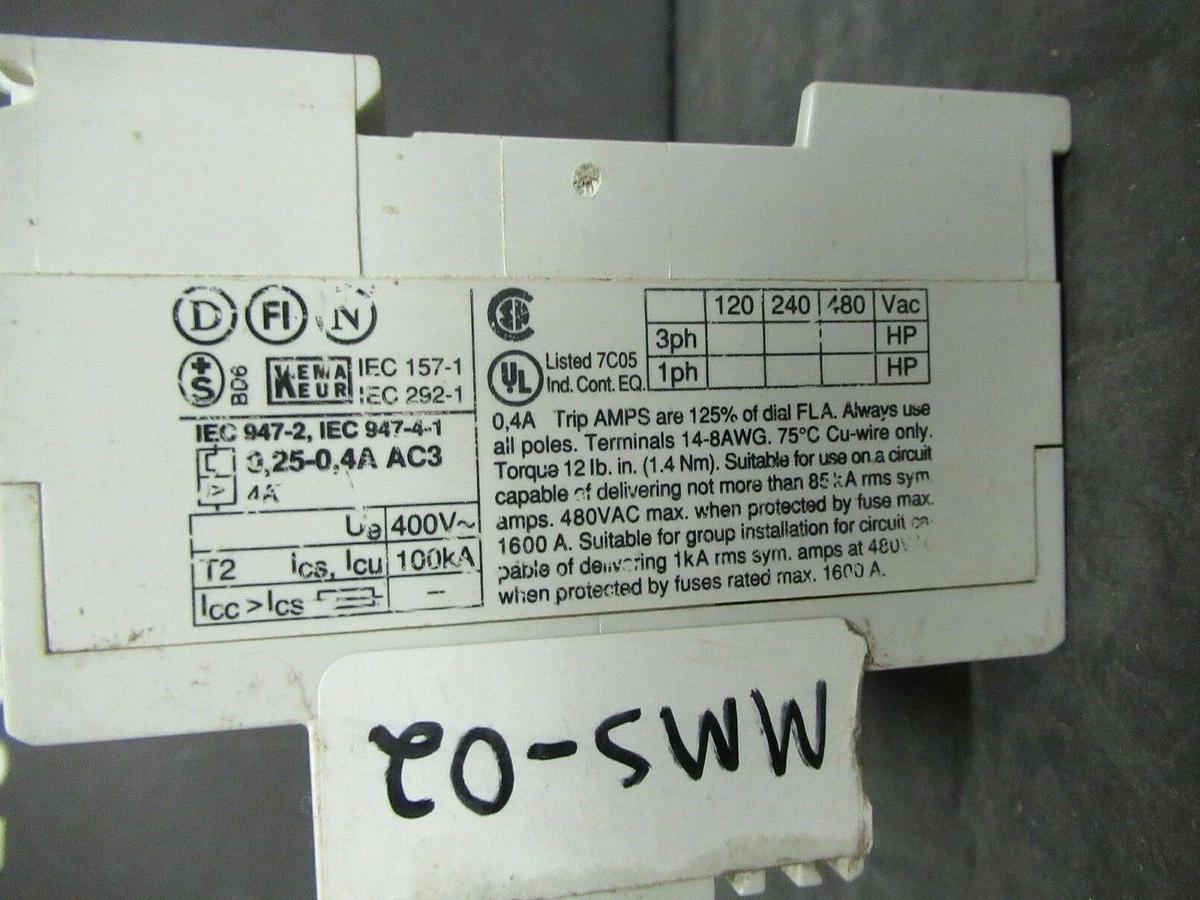 D FI N
+S BD6 KEMA KEUR IEC 157-1
IEC 292-1
IEC 947-2, IEC 947-4-1
0,25-0,4A AC3
4A
Ue 400V~
T2 Ics, Icu 100kA
Icc > Ics –
UL Listed 7C05
Ind. Cont. EQ.
120 240 480 Vac
3ph HP
1ph HP
0,4A Trip AMPS are 125% of dial FLA. Always use
all poles. Terminals 14-8AWG. 75°C Cu-wire only.
Torque 12 lb. in. (1.4 Nm). Suitable for use on a circuit
capable of delivering not more than 85kA rms sym.
amps. 480VAC max. when protected by fuse max.
1600 A. Suitable for group installation for circuit ca-
pable of delivering 1kA rms sym. amps at 480
when protected by fuses rated max. 1600 A.
MMS-02